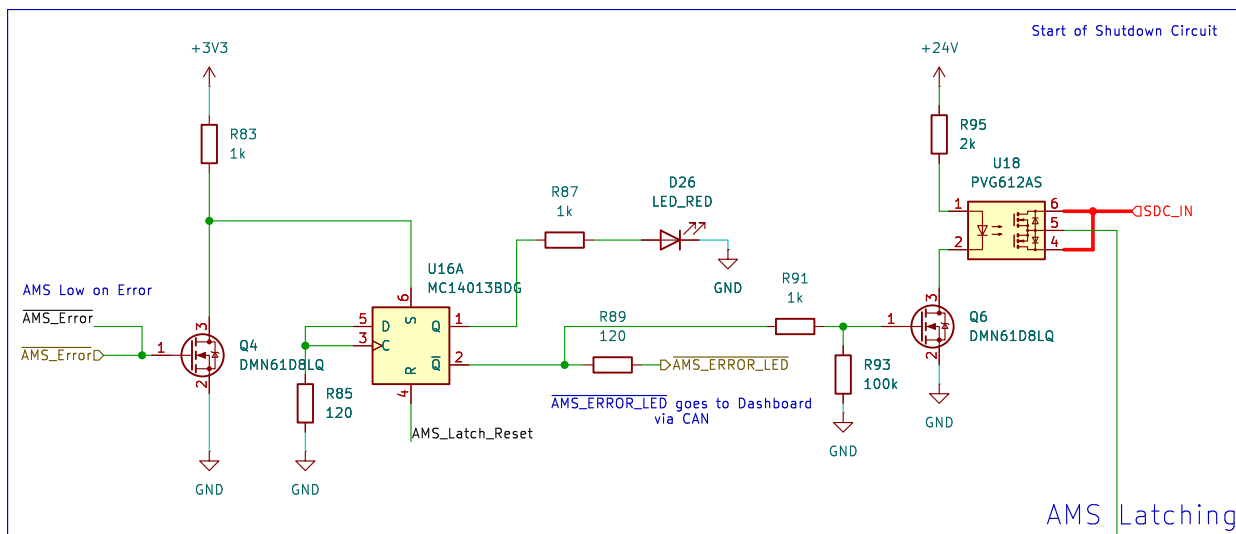 Start of Shutdown Circuit
+3V3
+24V
R83
1k
R95
2k
U18
PVG612AS
D26
LED_RED
R87
1k
1
2
6
5
4
SDC_IN
GND
U16A
MC14013BDG
AMS Low on Error
AMS_Error
AMS_Error
1
3
2
Q4
DMN61D8LQ
6
5
3
D
C
S
R
Q
Q
1
2
4
R85
120
GND
GND
AMS_Latch_Reset
R89
120
AMS_ERROR_LED
AMS_ERROR_LED goes to Dashboard
via CAN
R91
1k
R93
100k
GND
1
3
2
Q6
DMN61D8LQ
GND
AMS Latching